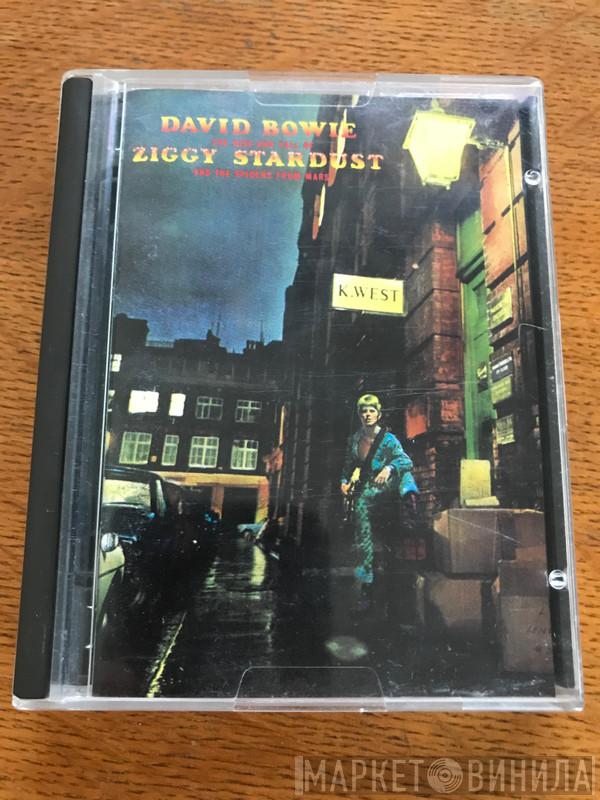 DAVID BOWIE
THE RISE AND FALL OF
ZIGGY STARDUST
AND THE SPIDERS FROM MARS
K.WEST
МАРКЕТ ВИНИЛА